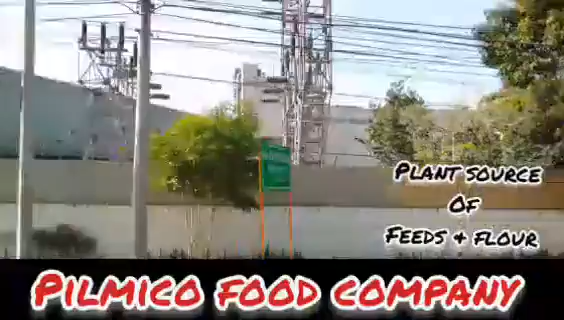 PLANT SOURCE
OF
FEEDS & FLOUR
PILMICO FOOD COMPANY